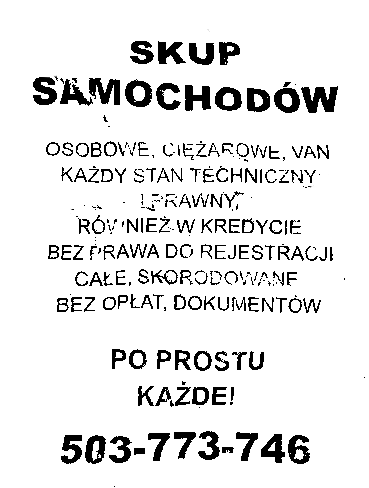 SKUP
SAMOCHODÓW
OSOBOWE, CIĘŻAROWE, VAN
KAŻDY STAN TECHNICZNY
RÓWNIEŻ W KREDYCIE
BEZ PRAWA DO REJESTRACJI
CAŁE, SKORODOWANE
BEZ OPŁAT, DOKUMENTÓW
PO PROSTU
KAŻDE!
503-773-746